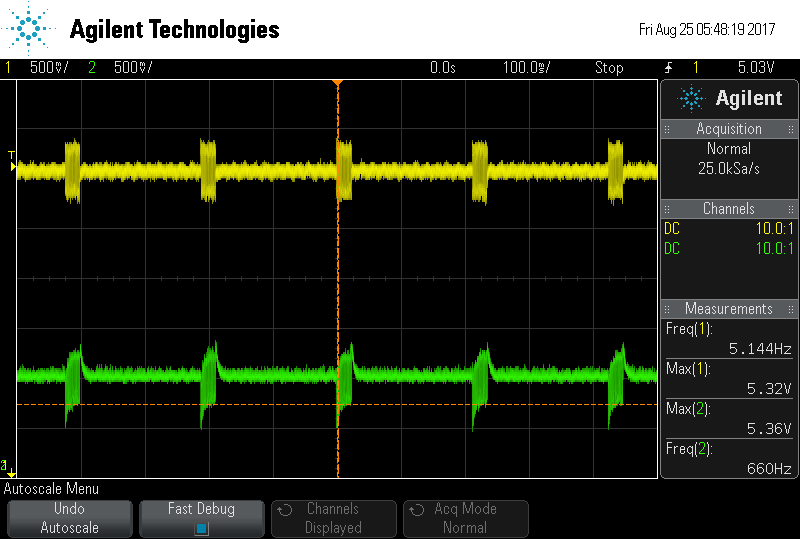 Agilent Technologies
Fri Aug 25 05:48:19 2017
1 500mV/ 2 500mV/ 0.0s 100.0ms/ Stop 1 5.03V
Agilent
Acquisition
Normal
25.0kSa/s
Channels
DC 10.0:1
DC 10.0:1
Measurements
Freq(1):
5.144Hz
Max(1):
5.32V
Max(2):
5.36V
Freq(2):
660Hz
T
Autoscale Menu
Undo
Autoscale
Fast Debug
Channels
Displayed
Acq Mode
Normal